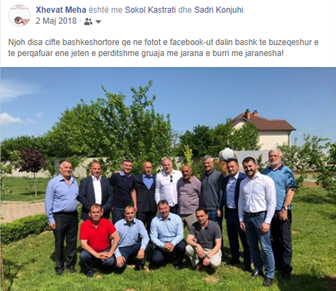 Xhevat Meha është me Sokol Kastrati dhe Sadri Konjuhi.
2 Maj 2018
Njoh disa cifte bashkeshortore qe ne fotot e facebook-ut dalin bashk te buzeqeshur e
te perqafuar ene jeten e perditshme gruaja me jarana e burri me jaranesha!